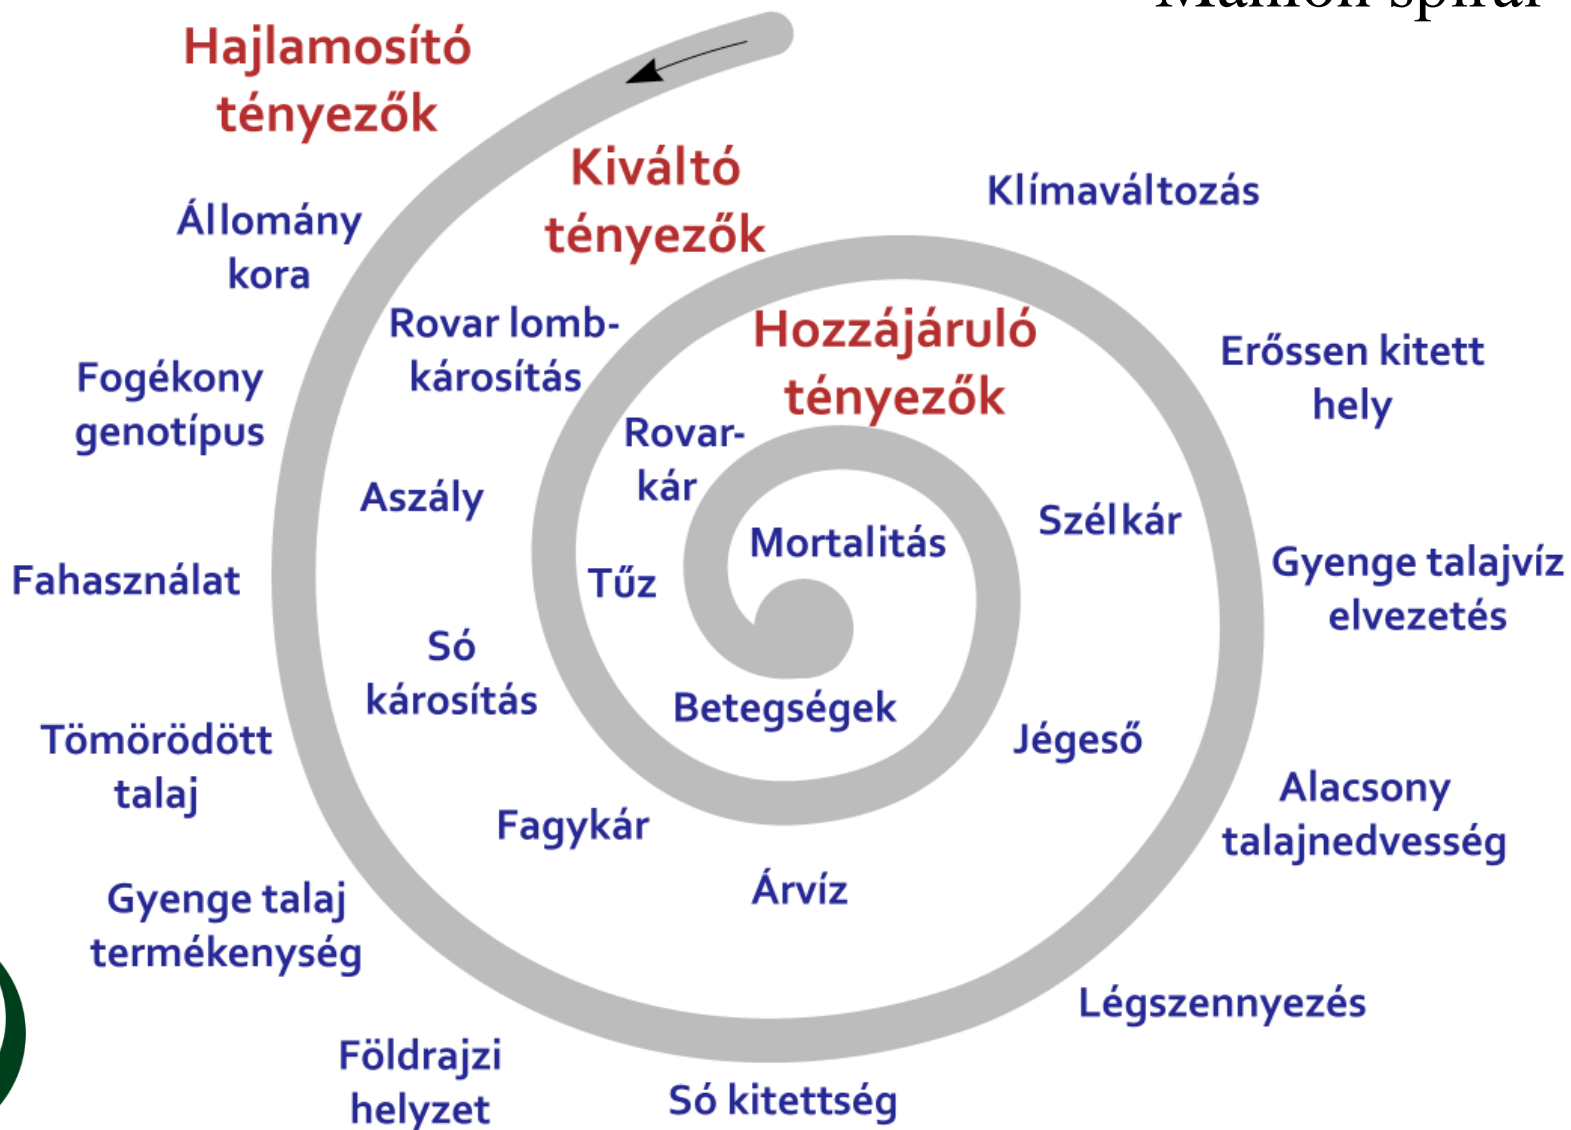 Manion spirál
Hajlamosító
tényezők
Állomány
kora
Fogékony
genotípus
Fahasználat
Tömörödött
talaj
Gyenge talaj
termékenység
Földrajzi
helyzet
Só kitettség
Légszennyezés
Alacsony
talajnedvesség
Gyenge talajvíz
elvezetés
Erőssen kitett
hely
Klímaváltozás
Kiváltó
tényezők
Rovar lomb-
károsítás
Aszály
Só
károsítás
Fagykár
Árvíz
Jégeső
Szélkár
Hozzájáruló
tényezők
Rovar-
kár
Tűz
Betegségek
Mortalitás